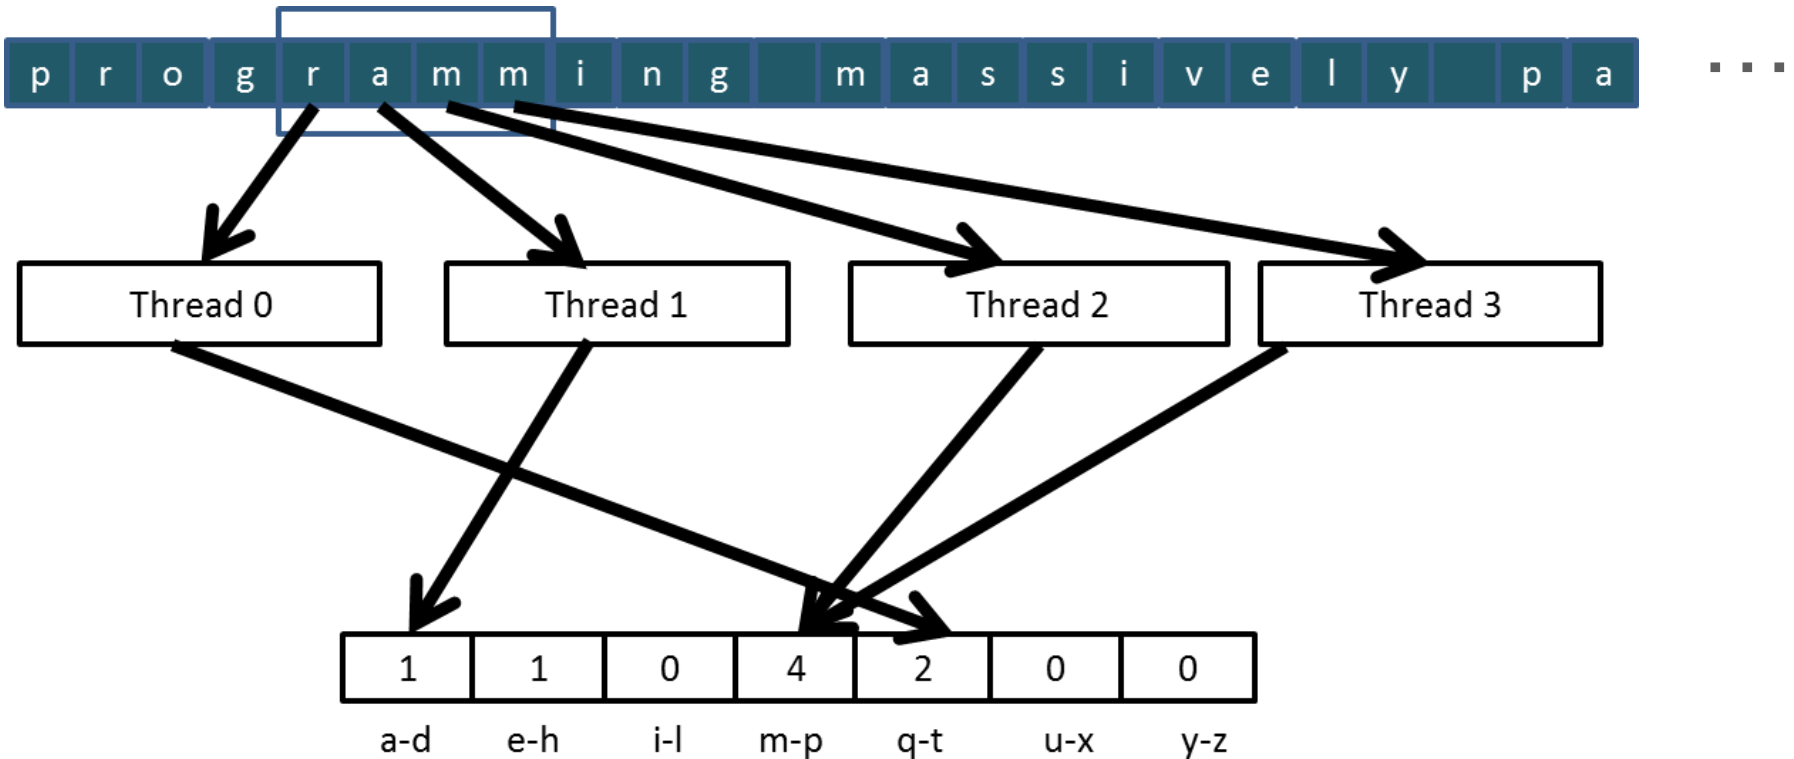 p r o g r a m m i n g m a s s i v e l y p a ...
Thread 0 Thread 1 Thread 2 Thread 3
1 1 0 4 2 0 0
a-d e-h i-l m-p q-t u-x y-z